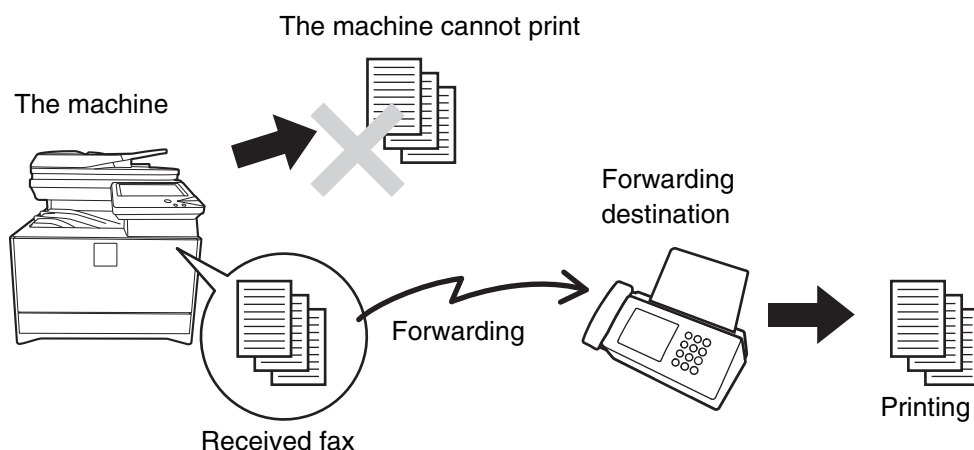 The machine cannot print
The machine
Forwarding
destination
Forwarding
Printing
Received fax